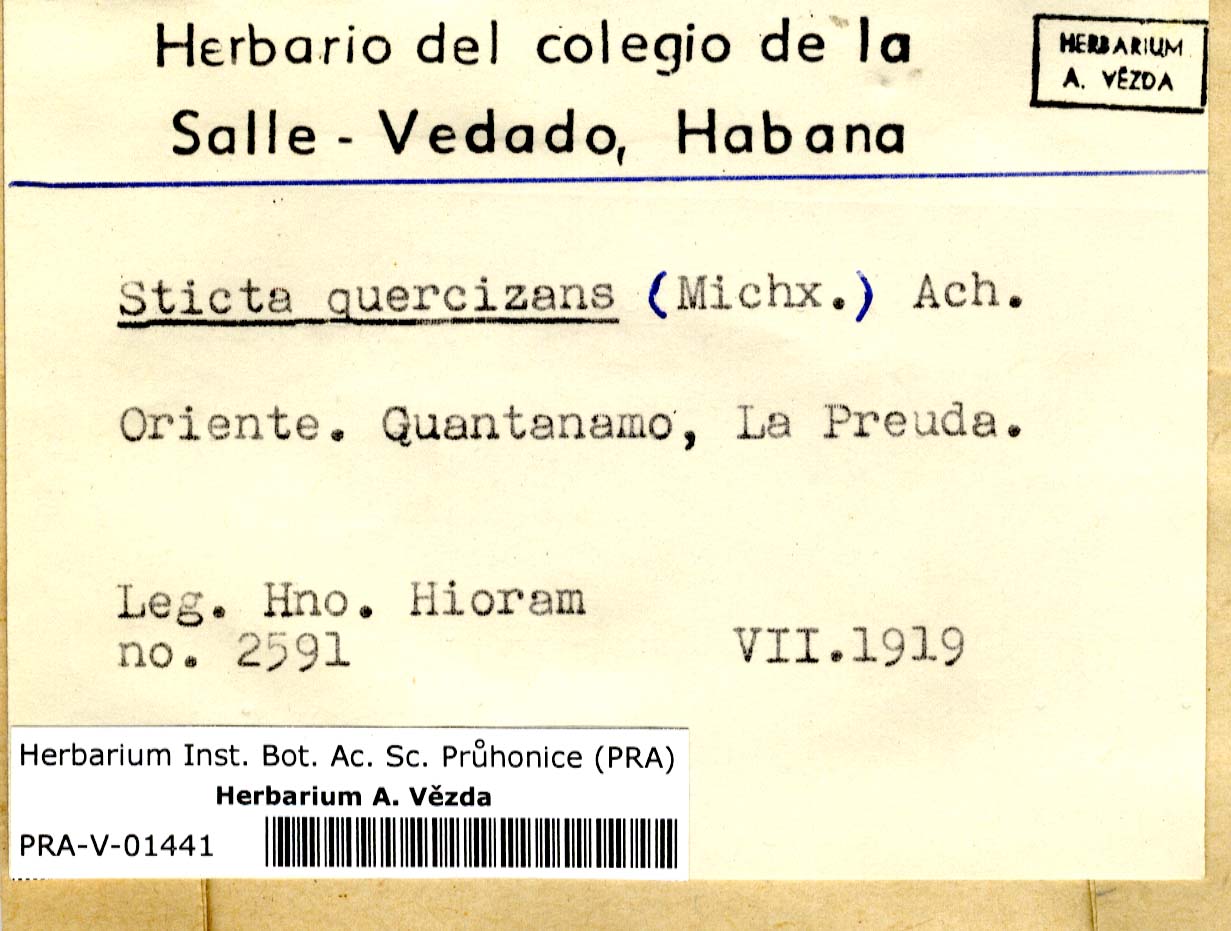 Herbario del colegio de la
Salle - Vedado, Habana
HERBARIUM
A. VĚZDA
Sticta quercizans (Michx.) Ach.
Oriente. Quantanamo, La Preuda.
Leg. Hno. Hioram
no. 2591
VII.1919
Herbarium Inst. Bot. Ac. Sc. Průhonice (PRA)
Herbarium A. Vězda
PRA-V-01441